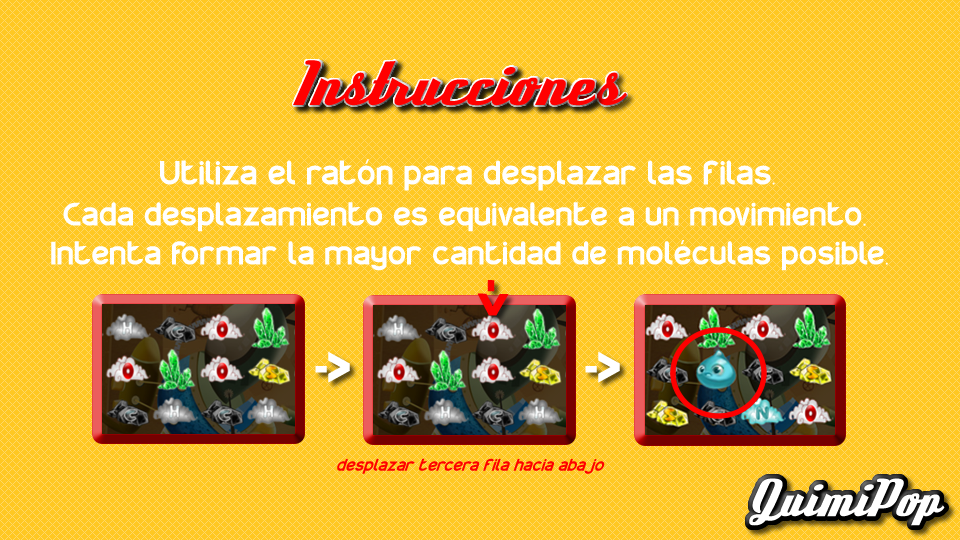 Instrucciones
Utiliza el ratón para desplazar las filas.
Cada desplazamiento es equivalente a un movimiento.
Intenta formar la mayor cantidad de moléculas posible.
H O
O
H H
->
H O
O
H H
->
O O
N O
desplazar tercera fila hacia abajo
QuimiPop